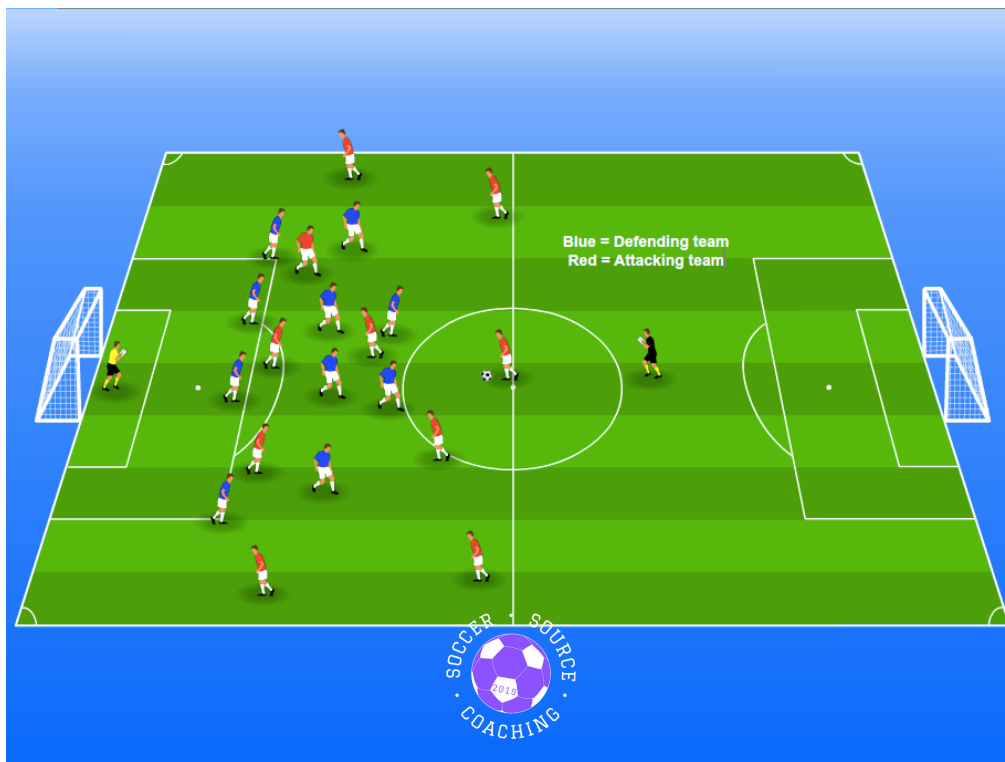 Blue = Defending team
Red = Attacking team
SOCCER · SOURCE
2019
· COACHING ·